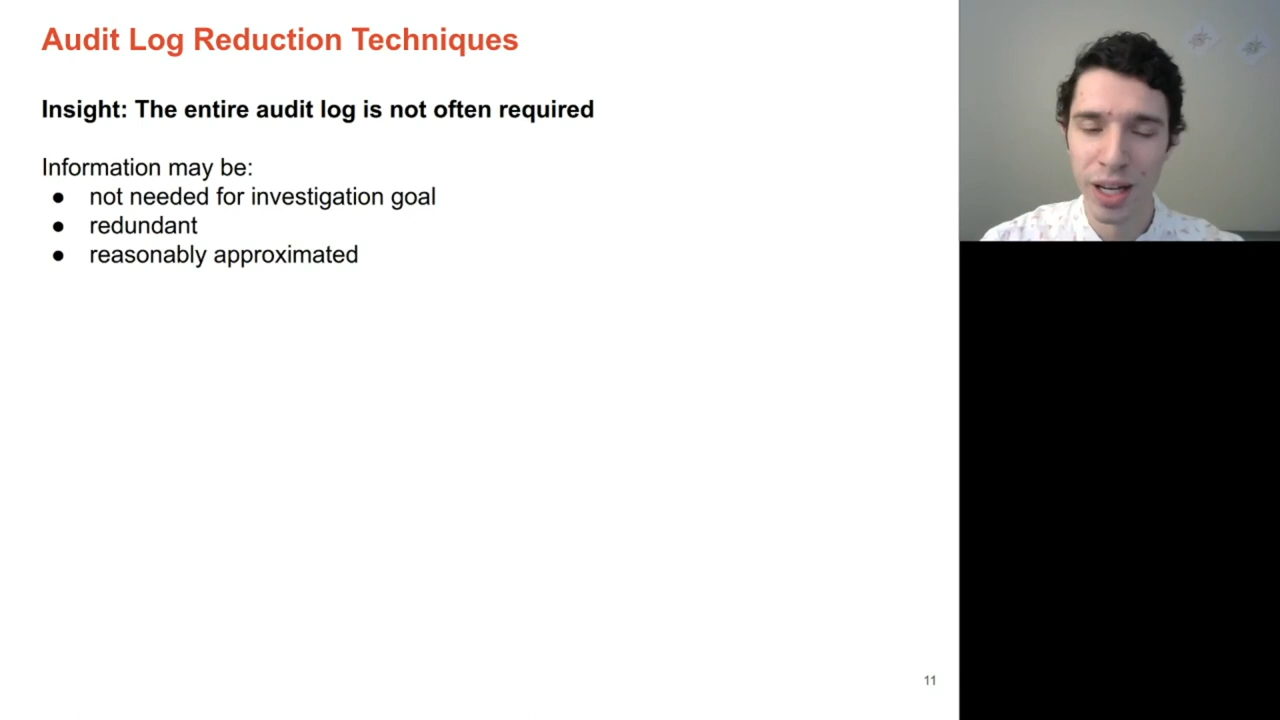 Audit Log Reduction Techniques
Insight: The entire audit log is not often required
Information may be:
● not needed for investigation goal
● redundant
● reasonably approximated
11